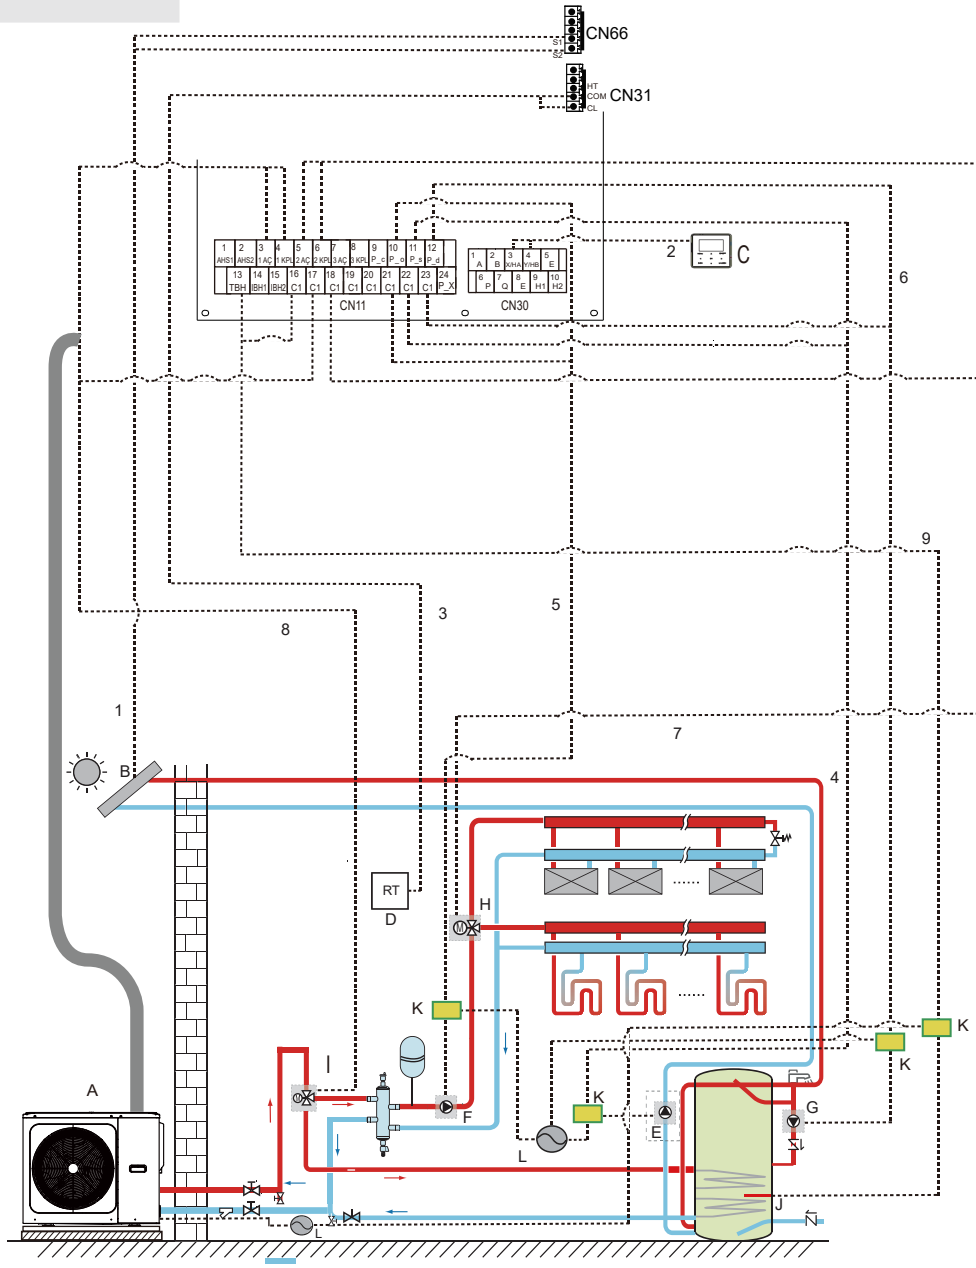 CN66
S1
S2
HT
COM CN31
CL
1 2 3 4 5 6 7 8 9 10 11 12
AHS1 AHS2 1 AÇ 1 KPL 2 AÇ 2 KPL 3 AÇ 3 KPL P_c P_o P_s P_d
13 14 15 16 17 18 19 20 21 22 23 24
TBH IBH1 IBH2 C1 C1 C1 C1 C1 C1 C1 C1 P_X
CN11
1 2 3 4 5
A B X/HA Y/HB E
6 7 8 9 10
P Q E H1 H2
CN30
2 C
6
9
5 3
8
1
7
B 4
RT
D
H
M
K
K
K
I
M
A
K
F
G
E
L
J
L